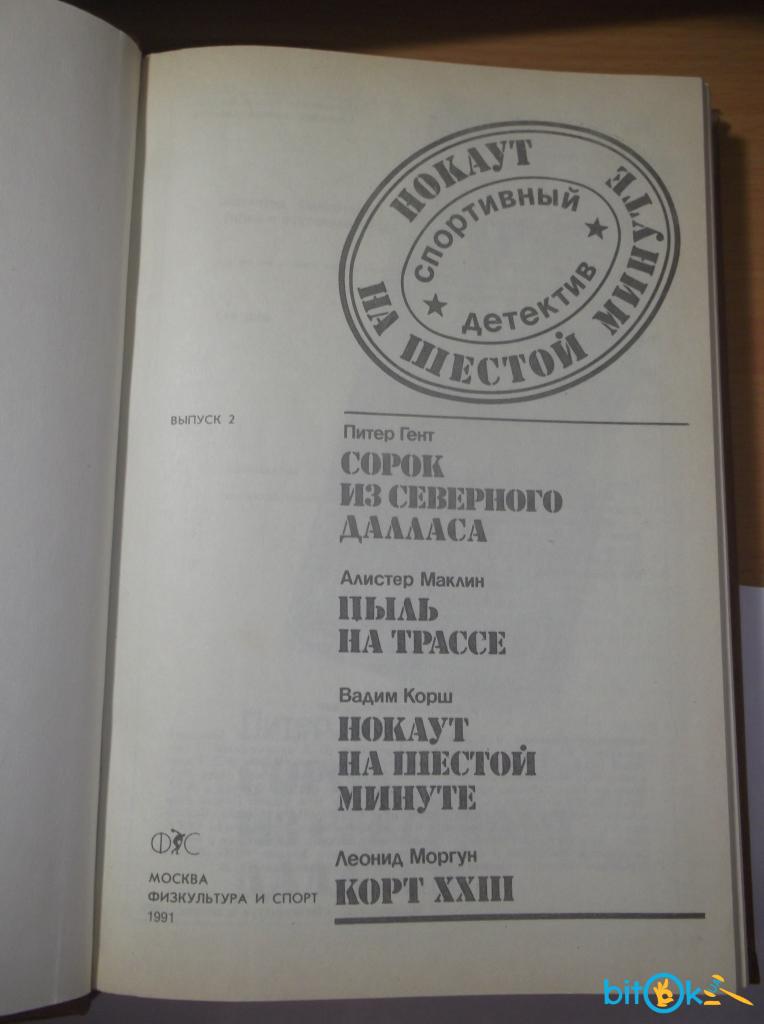 НОКАУТ
НА ШЕСТОЙ МИНУТЕ
спортивный
детектив
ВЫПУСК 2
Питер Гент
СОРОК
ИЗ СЕВЕРНОГО
ДАЛЛАСА
Алистер Маклин
ПЫЛЬ
НА ТРАССЕ
Вадим Корш
НОКАУТ
НА ШЕСТОЙ
МИНУТЕ
Леонид Моргун
КОРТ XXIII
ФиС
МОСКВА
ФИЗКУЛЬТУРА И СПОРТ
1991
bitOk